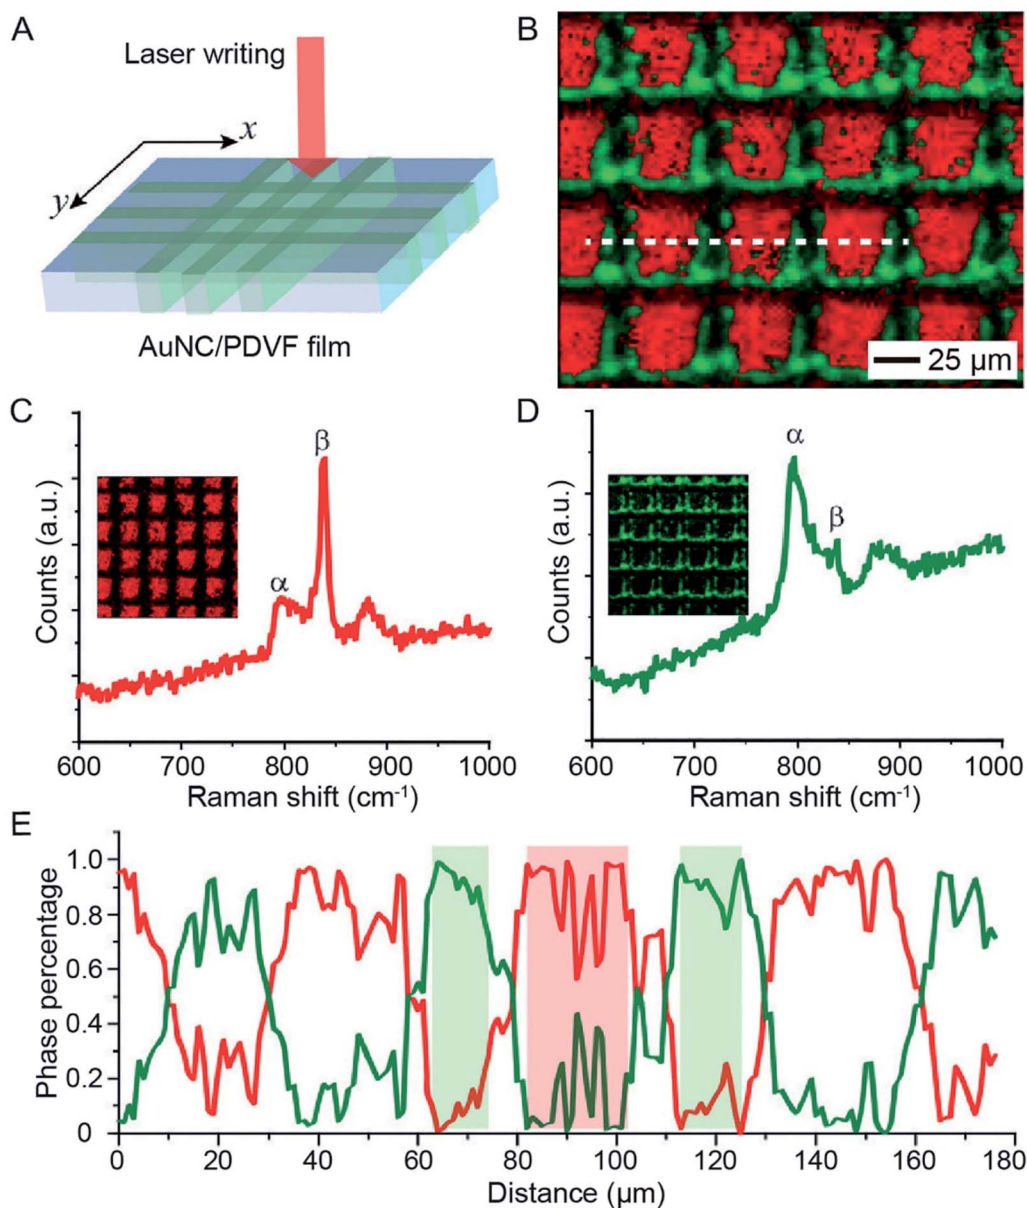 A
Laser writing
x
y
AuNC/PDVF film
B
25 µm
C
Counts (a.u.)
α
β
600 700 800 900 1000
Raman shift (cm-1)
D
Counts (a.u.)
α
β
600 700 800 900 1000
Raman shift (cm-1)
E
Phase percentage
1.0
0.8
0.6
0.4
0.2
0
0 20 40 60 80 100 120 140 160 180
Distance (µm)